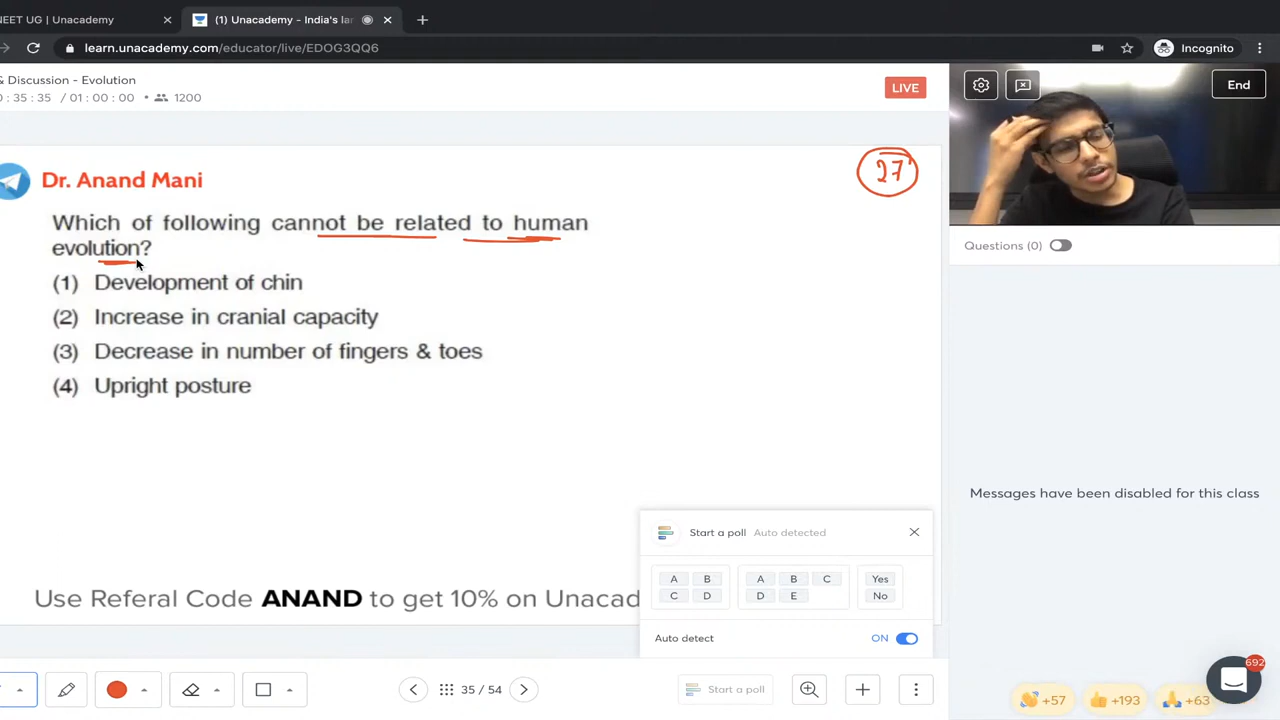 NEET UG | Unacademy
(1) Unacademy - India's lar
learn.unacademy.com/educator/live/EDOG3QQ6
Incognito
& Discussion - Evolution
0 : 35 : 35 / 01 : 00 : 00 • 1200
LIVE
End
Dr. Anand Mani
27
Which of following cannot be related to human
evolution?
(1) Development of chin
(2) Increase in cranial capacity
(3) Decrease in number of fingers & toes
(4) Upright posture
Questions (0)
Messages have been disabled for this class
Start a poll Auto detected
A B A B C Yes
C D D E No
Auto detect ON
Use Referal Code ANAND to get 10% on Unacad
35 / 54
Start a poll
692
+57 +193 +63